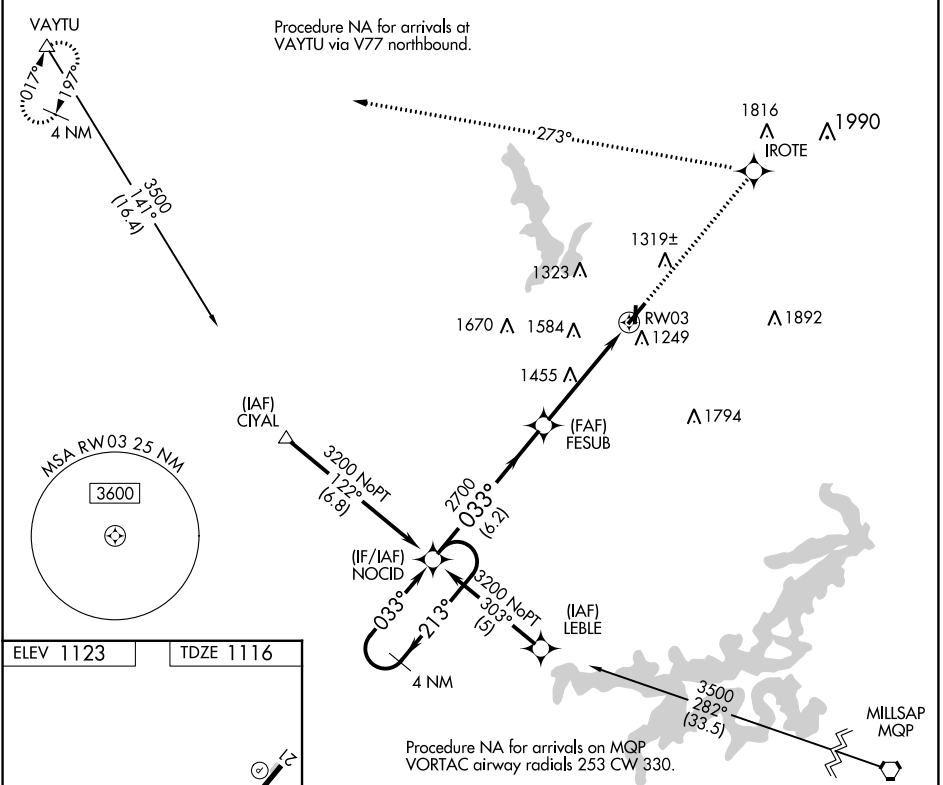 VAYTU
Procedure NA for arrivals at
VAYTU via V77 northbound.
017°
197°
4 NM
273°
1816
1990
IROTE
3500
141°
(16.4)
1319±
1323
1670
1584
RW03
1249
1892
1455
(FAF)
FESUB
1794
(IAF)
CIYAL
MSA RW03 25 NM
3600
3200 NoPT
122°
(6.8)
2700
033°
(6.2)
(IF/IAF)
NOCID
3200 NoPT
303°
(5)
(IAF)
LEBLE
033°
213°
4 NM
ELEV 1123
TDZE 1116
3500
282°
(33.5)
MILLSAP
MQP
Procedure NA for arrivals on MQP
VORTAC airway radials 253 CW 330.
P
21